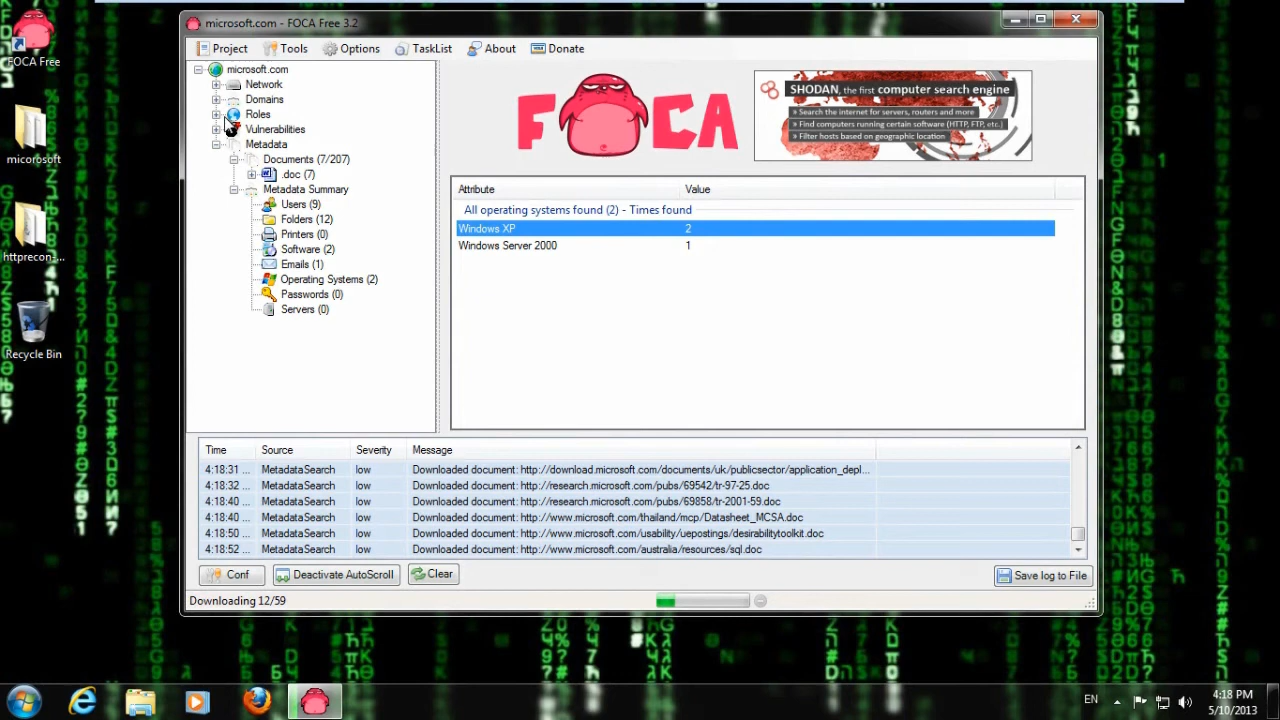 microsoft.com - FOCA Free 3.2
Project Tools Options TaskList About Donate
FOCA Free
micorosoft
httprecon-...
Recycle Bin
microsoft.com
Network
Domains
Roles
Vulnerabilities
Metadata
Documents (7/207)
.doc (7)
Metadata Summary
Users (9)
Folders (12)
Printers (0)
Software (2)
Emails (1)
Operating Systems (2)
Passwords (0)
Servers (0)
FOCA
SHODAN, the first computer search engine
» Search the internet for servers, routers and more
» Find computers running certain software (HTTP, FTP, etc.)
» Filter hosts based on geographic location
Attribute Value
All operating systems found (2) - Times found
Windows XP 2
Windows Server 2000 1
Time Source Severity Message
4:18:31 ... MetadataSearch low Downloaded document: http://download.microsoft.com/documents/uk/publicsector/application_depl...
4:18:32 ... MetadataSearch low Downloaded document: http://research.microsoft.com/pubs/69542/tr-97-25.doc
4:18:40 ... MetadataSearch low Downloaded document: http://research.microsoft.com/pubs/69858/tr-2001-59.doc
4:18:40 ... MetadataSearch low Downloaded document: http://www.microsoft.com/thailand/mcp/Datasheet_MCSA.doc
4:18:50 ... MetadataSearch low Downloaded document: http://www.microsoft.com/usability/uepostings/desirabilitytoolkit.doc
4:18:52 ... MetadataSearch low Downloaded document: http://www.microsoft.com/australia/resources/sql.doc
Conf Deactivate AutoScroll Clear Save log to File
Downloading 12/59
EN
4:18 PM
5/10/2013